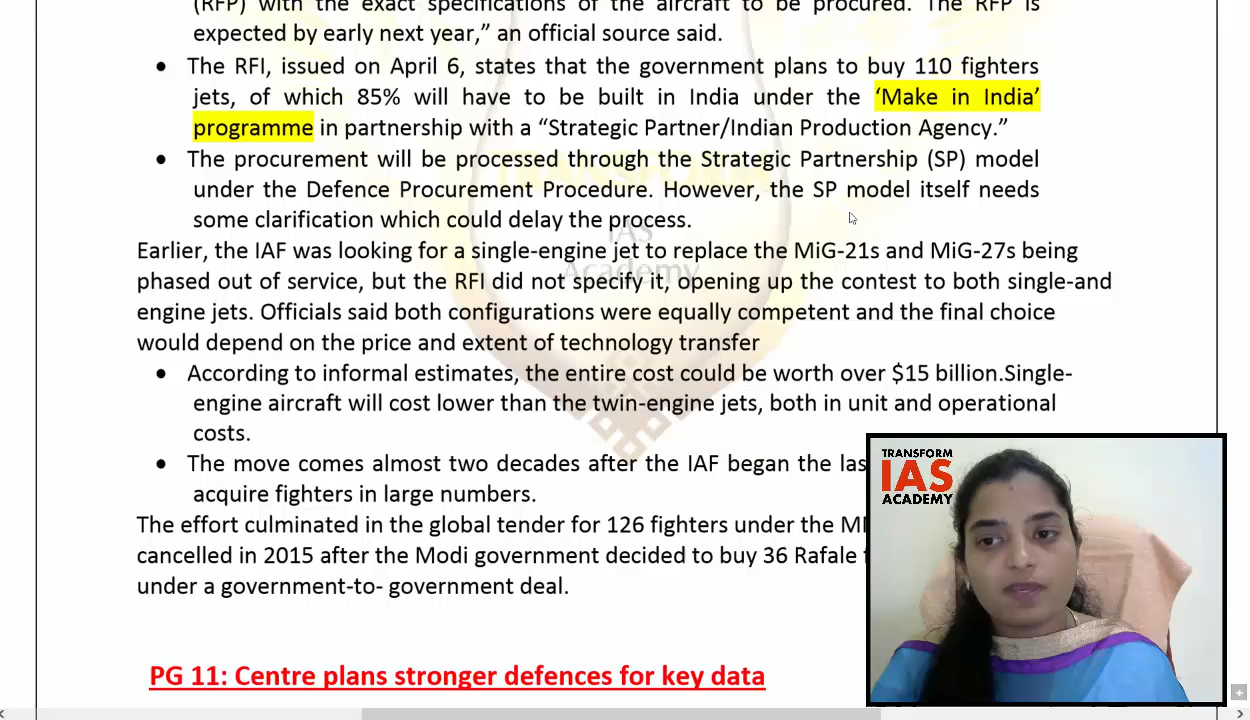 (RFP) with the exact specifications of the aircraft to be procured. The RFP is
expected by early next year,” an official source said.
• The RFI, issued on April 6, states that the government plans to buy 110 fighters
jets, of which 85% will have to be built in India under the ‘Make in India’
programme in partnership with a “Strategic Partner/Indian Production Agency.”
• The procurement will be processed through the Strategic Partnership (SP) model
under the Defence Procurement Procedure. However, the SP model itself needs
some clarification which could delay the process.
Earlier, the IAF was looking for a single-engine jet to replace the MiG-21s and MiG-27s being
phased out of service, but the RFI did not specify it, opening up the contest to both single-and
engine jets. Officials said both configurations were equally competent and the final choice
would depend on the price and extent of technology transfer
• According to informal estimates, the entire cost could be worth over $15 billion.Single-
engine aircraft will cost lower than the twin-engine jets, both in unit and operational
costs.
• The move comes almost two decades after the IAF began the
acquire fighters in large numbers.
The effort culminated in the global tender for 126 fighters under the
cancelled in 2015 after the Modi government decided to buy 36 Rafale
under a government-to- government deal.
PG 11: Centre plans stronger defences for key data
TRANSFORM
IAS
ACADEMY
TRANSFORM
IAS
Academy